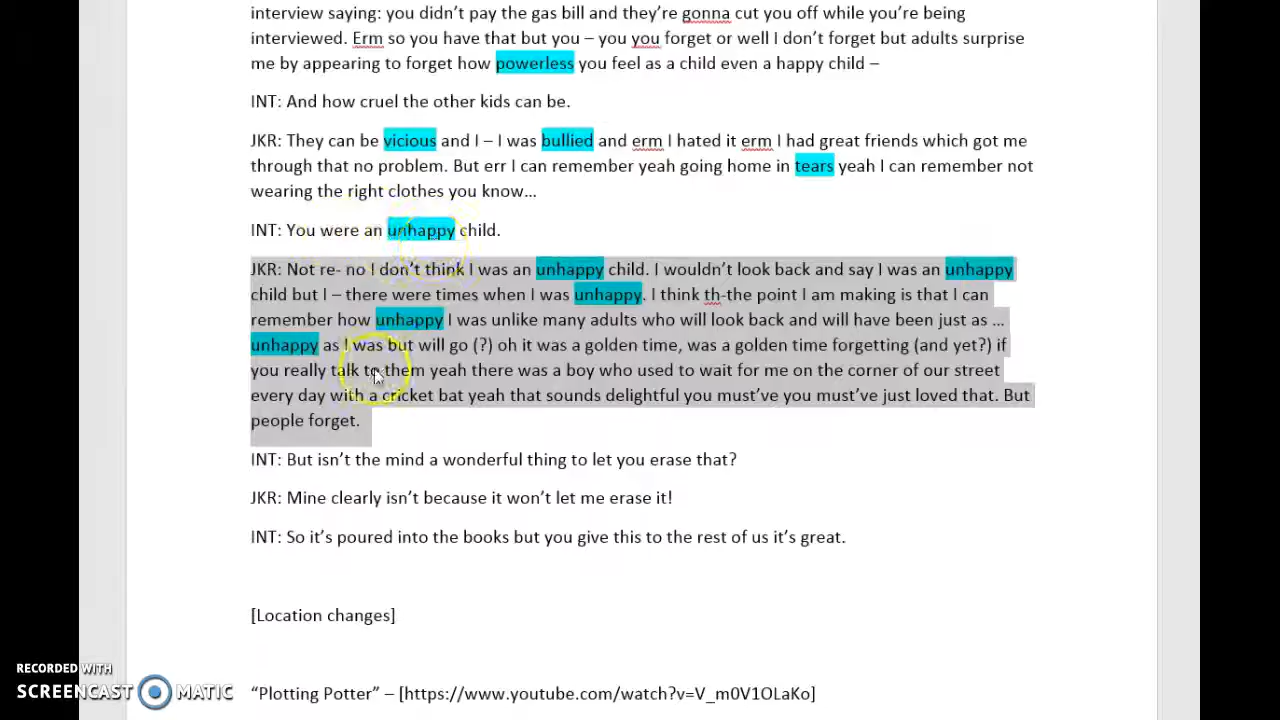 interview saying: you didn’t pay the gas bill and they’re gonna cut you off while you’re being
interviewed. Erm so you have that but you – you you forget or well I don’t forget but adults surprise
me by appearing to forget how powerless you feel as a child even a happy child –
INT: And how cruel the other kids can be.
JKR: They can be vicious and I – I was bullied and erm I hated it erm I had great friends which got me
through that no problem. But err I can remember yeah going home in tears yeah I can remember not
wearing the right clothes you know…
INT: You were an unhappy child.
JKR: Not re- no I don’t think I was an unhappy child. I wouldn’t look back and say I was an unhappy
child but I – there were times when I was unhappy. I think th-the point I am making is that I can
remember how unhappy I was unlike many adults who will look back and will have been just as …
unhappy as I was but will go (?) oh it was a golden time, was a golden time forgetting (and yet?) if
you really talk to them yeah there was a boy who used to wait for me on the corner of our street
every day with a cricket bat yeah that sounds delightful you must’ve you must’ve just loved that. But
people forget.
INT: But isn’t the mind a wonderful thing to let you erase that?
JKR: Mine clearly isn’t because it won’t let me erase it!
INT: So it’s poured into the books but you give this to the rest of us it’s great.
[Location changes]
“Plotting Potter” – [https://www.youtube.com/watch?v=V_m0V1OLaKo]
RECORDED WITH
SCREENCAST MATIC